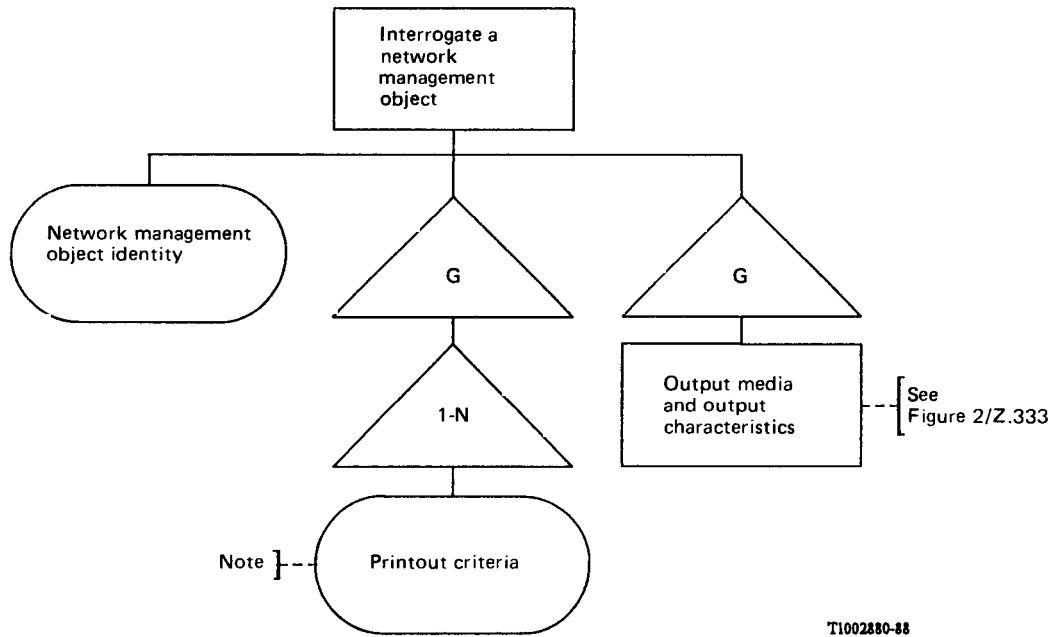 Interrogate a
network
management
object
Network management
object identity
G
G
1-N
Output media
and output
characteristics
See
Figure 2/Z.333
Note
Printout criteria
T1002880-88